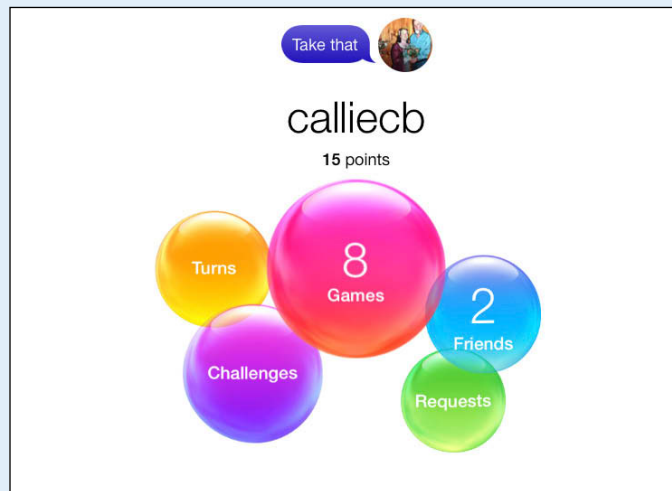 Take that
calliecb
15 points
Turns
8
Games
2
Friends
Challenges
Requests